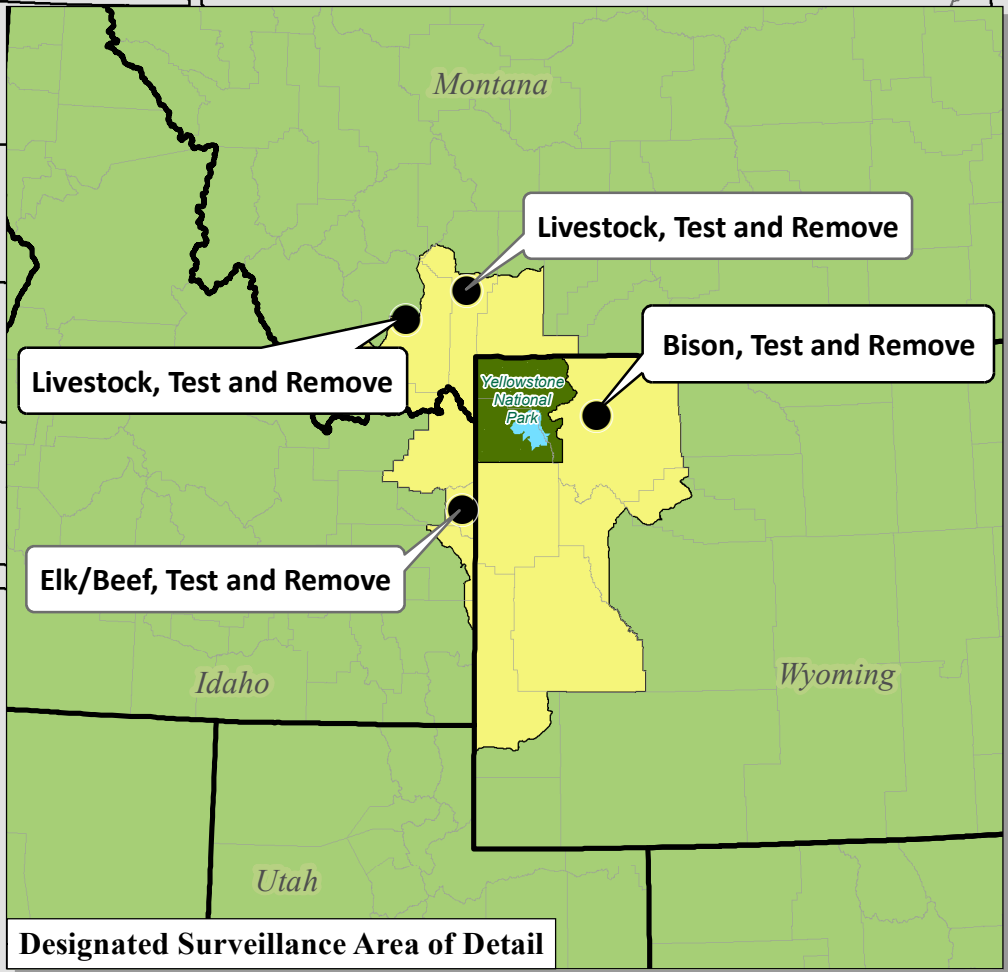 Montana
Livestock, Test and Remove
Bison, Test and Remove
Livestock, Test and Remove
Yellowstone
National
Park
Elk/Beef, Test and Remove
Idaho
Wyoming
Utah
Designated Surveillance Area of Detail